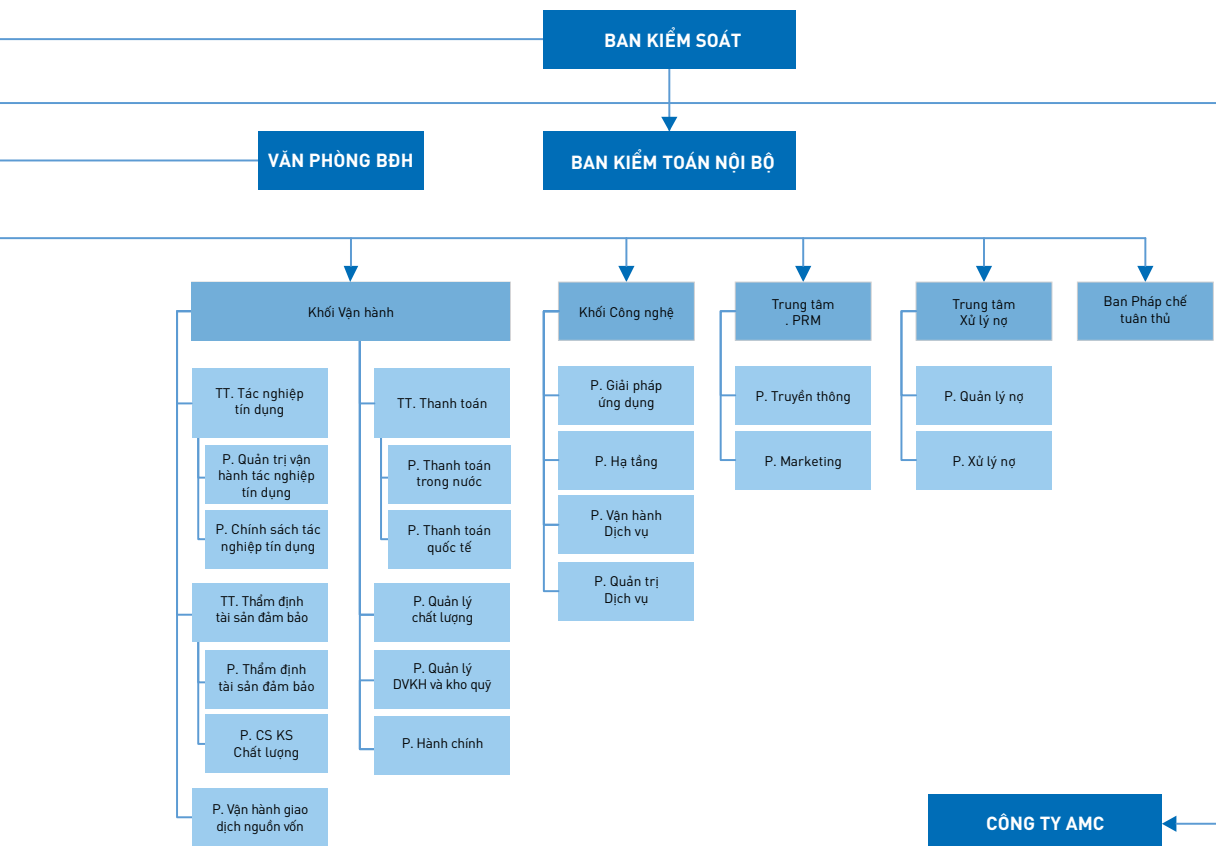 BAN KIỂM SOÁT
VĂN PHÒNG BĐH
BAN KIỂM TOÁN NỘI BỘ
Khối Vận hành
Khối Công nghệ
Trung tâm
. PRM
Trung tâm
Xử lý nợ
Ban Pháp chế
tuân thủ
TT. Tác nghiệp
tín dụng
P. Quản trị vận
hành tác nghiệp
tín dụng
P. Chính sách tác
nghiệp tín dụng
TT. Thẩm định
tài sản đảm bảo
P. Thẩm định
tài sản đảm bảo
P. CS KS
Chất lượng
P. Vận hành giao
dịch nguồn vốn
TT. Thanh toán
P. Thanh toán
trong nước
P. Thanh toán
quốc tế
P. Quản lý
chất lượng
P. Quản lý
DVKH và kho quỹ
P. Hành chính
P. Giải pháp
ứng dụng
P. Hạ tầng
P. Vận hành
Dịch vụ
P. Quản trị
Dịch vụ
P. Truyền thông
P. Marketing
P. Quản lý nợ
P. Xử lý nợ
CÔNG TY AMC